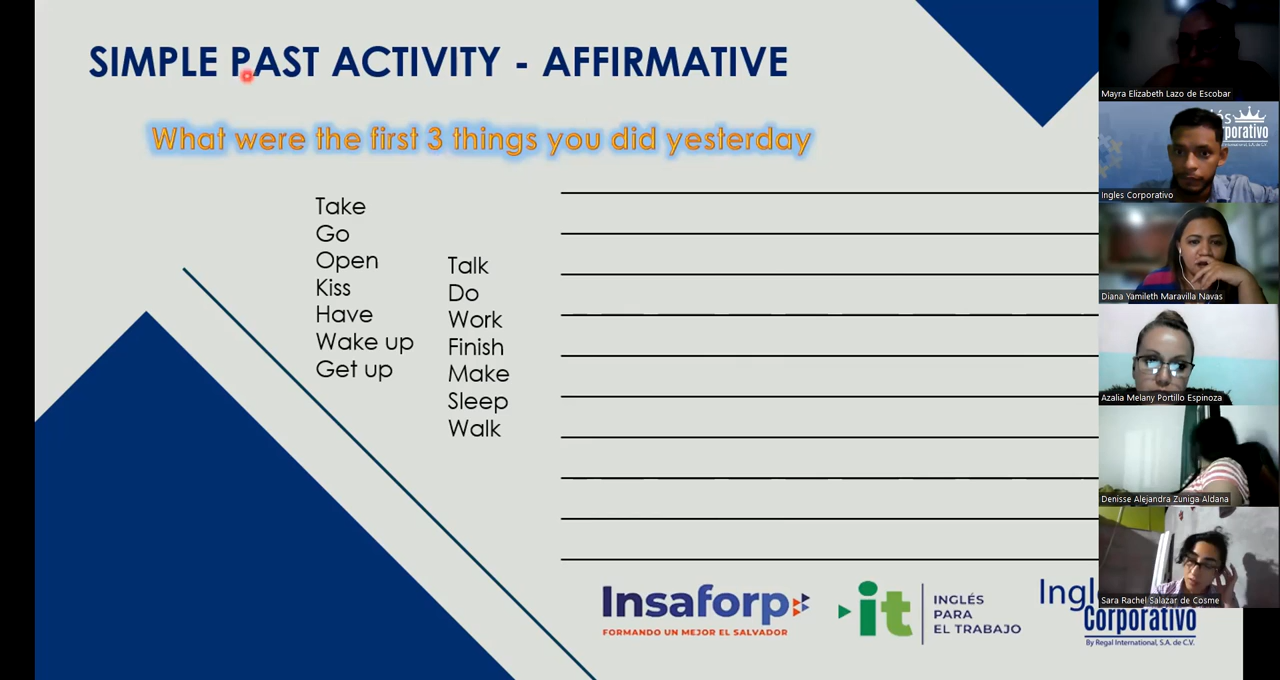 SIMPLE PAST ACTIVITY - AFFIRMATIVE
What were the first 3 things you did yesterday
Take
Go
Open
Kiss
Have
Wake up
Get up
Talk
Do
Work
Finish
Make
Sleep
Walk
Insaforp
FORMANDO UN MEJOR EL SALVADOR
it
INGLÉS
PARA
EL TRABAJO
Ingl
Corporativo
By Regal International, S.A. de C.V.
Mayra Elizabeth Lazo de Escobar
Ingles Corporativo
Diana Yamileth Maravilla Navas
Azalia Melany Portillo Espinoza
Denisse Alejandra Zuniga Aldana
Sara Rachel Salazar de Cosme